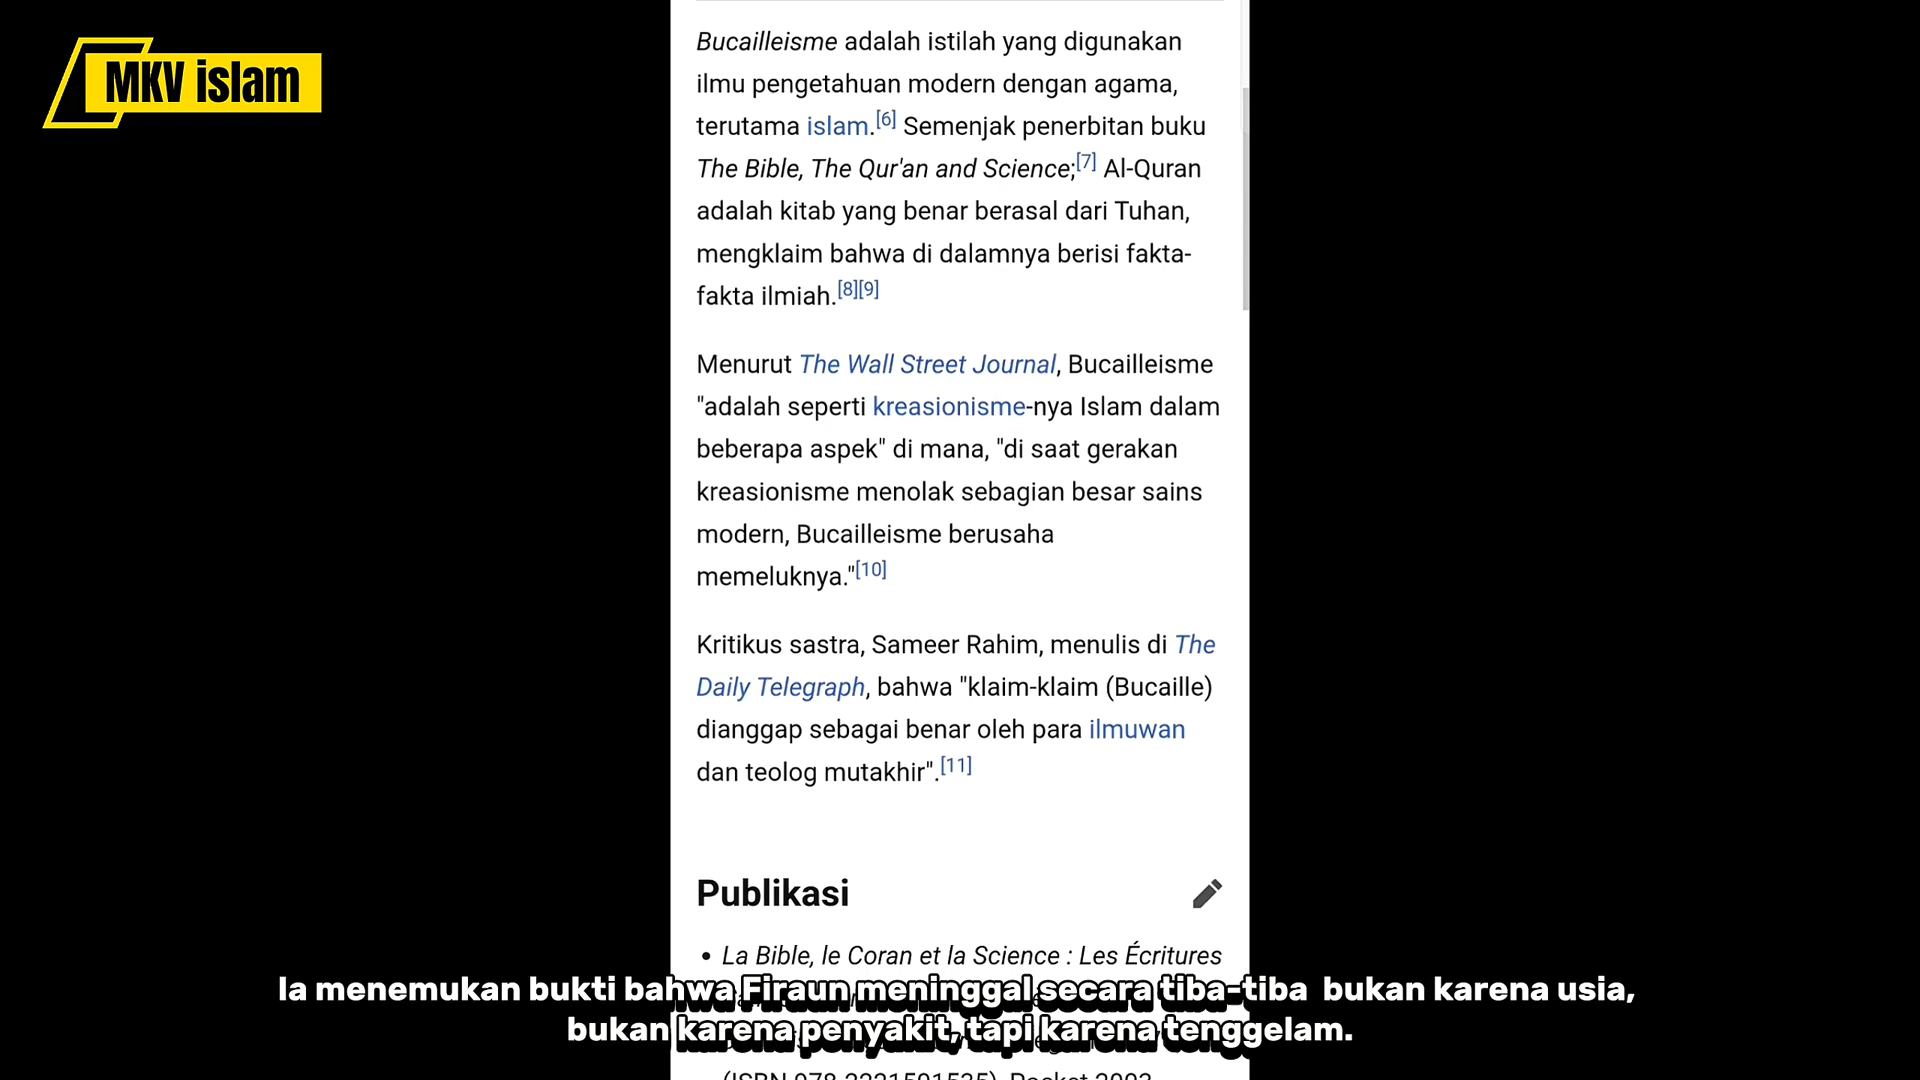 MKV islam
Bucailleisme adalah istilah yang digunakan
ilmu pengetahuan modern dengan agama,
terutama islam.[6] Semenjak penerbitan buku
The Bible, The Qur'an and Science;[7] Al-Quran
adalah kitab yang benar berasal dari Tuhan,
mengklaim bahwa di dalamnya berisi fakta-
fakta ilmiah.[8][9]
Menurut The Wall Street Journal, Bucailleisme
"adalah seperti kreasionisme-nya Islam dalam
beberapa aspek" di mana, "di saat gerakan
kreasionisme menolak sebagian besar sains
modern, Bucailleisme berusaha
memeluknya."[10]
Kritikus sastra, Sameer Rahim, menulis di The
Daily Telegraph, bahwa "klaim-klaim (Bucaille)
dianggap sebagai benar oleh para ilmuwan
dan teolog mutakhir".[11]
Publikasi
• La Bible, le Coran et la Science : Les Écritures
Ia menemukan bukti bahwa Firaun meninggal secara tiba-tiba bukan karena usia,
bukan karena penyakit, tapi karena tenggelam.